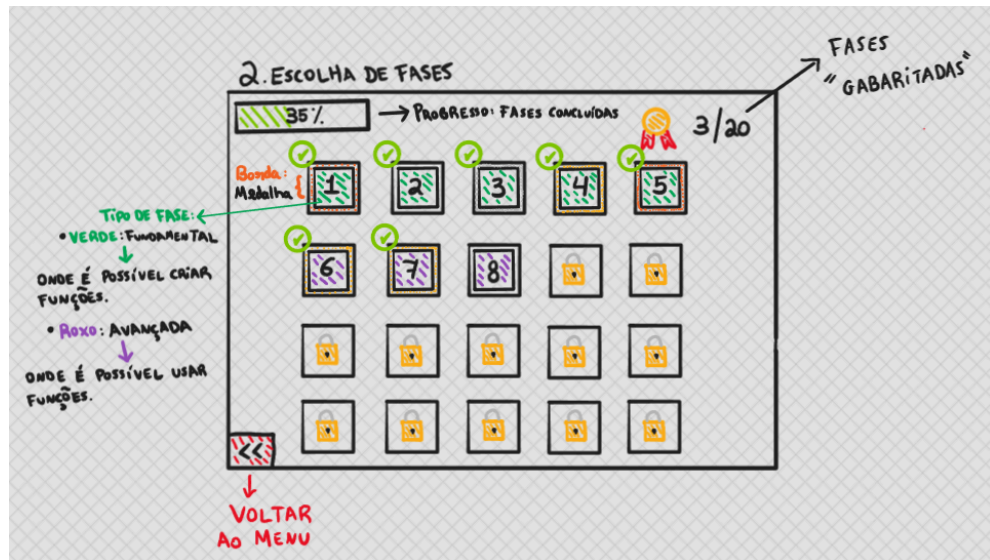 FASES
"GABARITADAS"
2. ESCOLHA DE FASES
35%
PROGRESSO: FASES CONCLUÍDAS
3/20
Borda:
Medalha
1
2
3
4
5
TIPO DE FASE:
• VERDE: FUNDAMENTAL
ONDE É POSSÍVEL CRIAR
FUNÇÕES.
• ROXO: AVANÇADA
ONDE É POSSÍVEL USAR
FUNÇÕES.
6
7
8
<<
VOLTAR
AO MENU